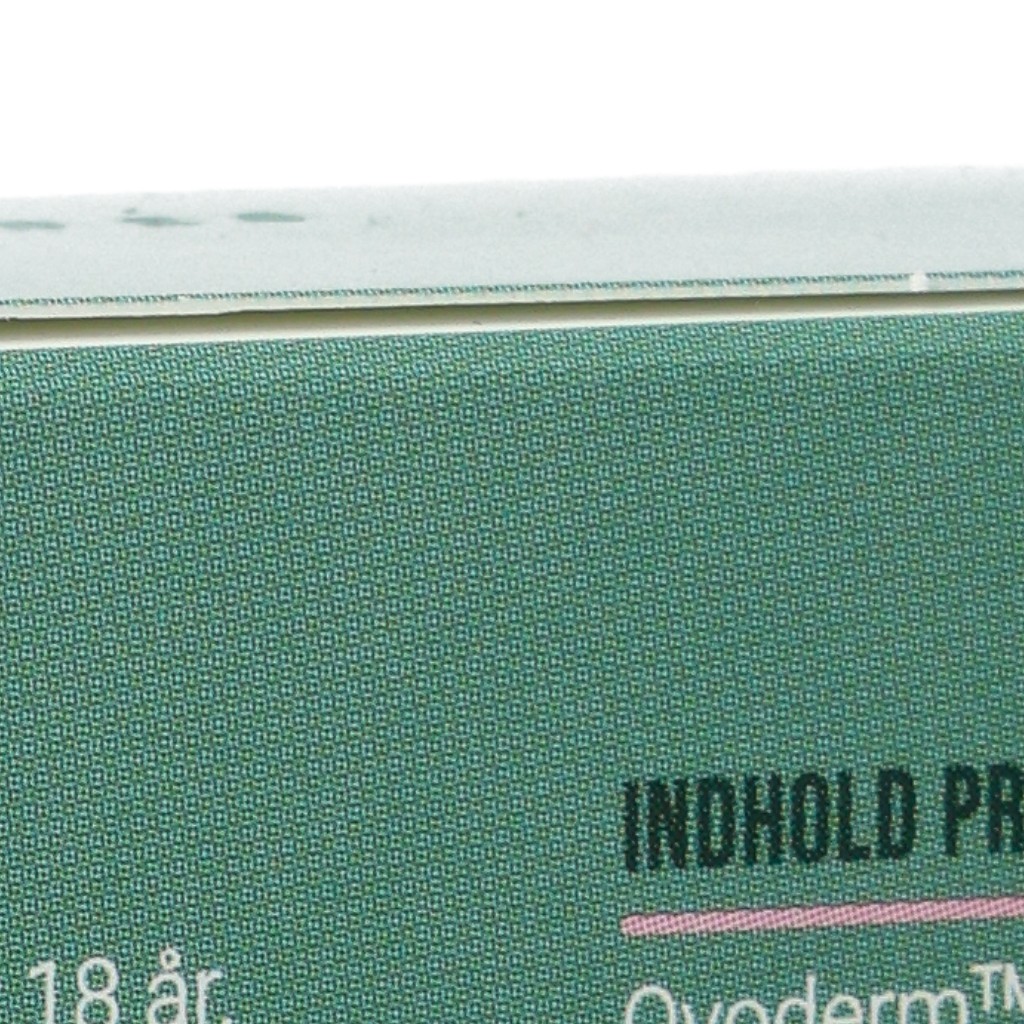 INDHOLD PR
18 år.
Ovoderm™